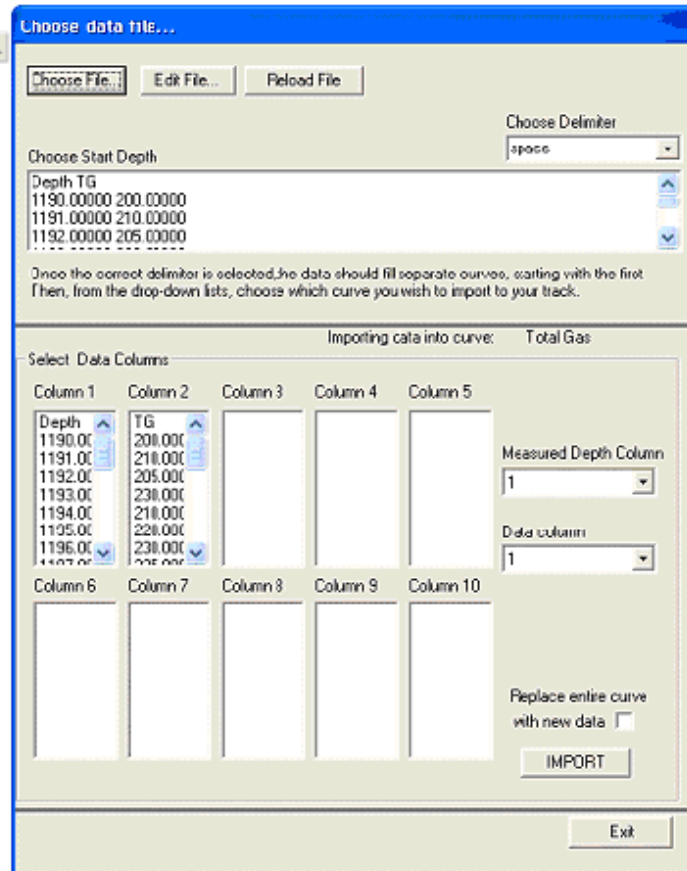 Choose data file...
Choose File... Edit File... Reload File
Choose Delimiter
space
Choose Start Depth
Depth TG
1190.00000 200.00000
1191.00000 210.00000
1192.00000 205.00000
Once the correct delimiter is selected,the data should fill separate curves, starting with the first
Then, from the drop-down lists, choose which curve you wish to import to your track.
Importing data into curve: Total Gas
Select Data Columns
Column 1 Column 2 Column 3 Column 4 Column 5
Depth TG
1190.00 200.000
1191.00 210.000
1192.00 205.000
1193.00 230.000
1194.00 210.000
1195.00 220.000
1196.00 230.000
Measured Depth Column
1
Data column
1
Column 6 Column 7 Column 8 Column 9 Column 10
Replace entire curve
with new data
IMPORT
Exit